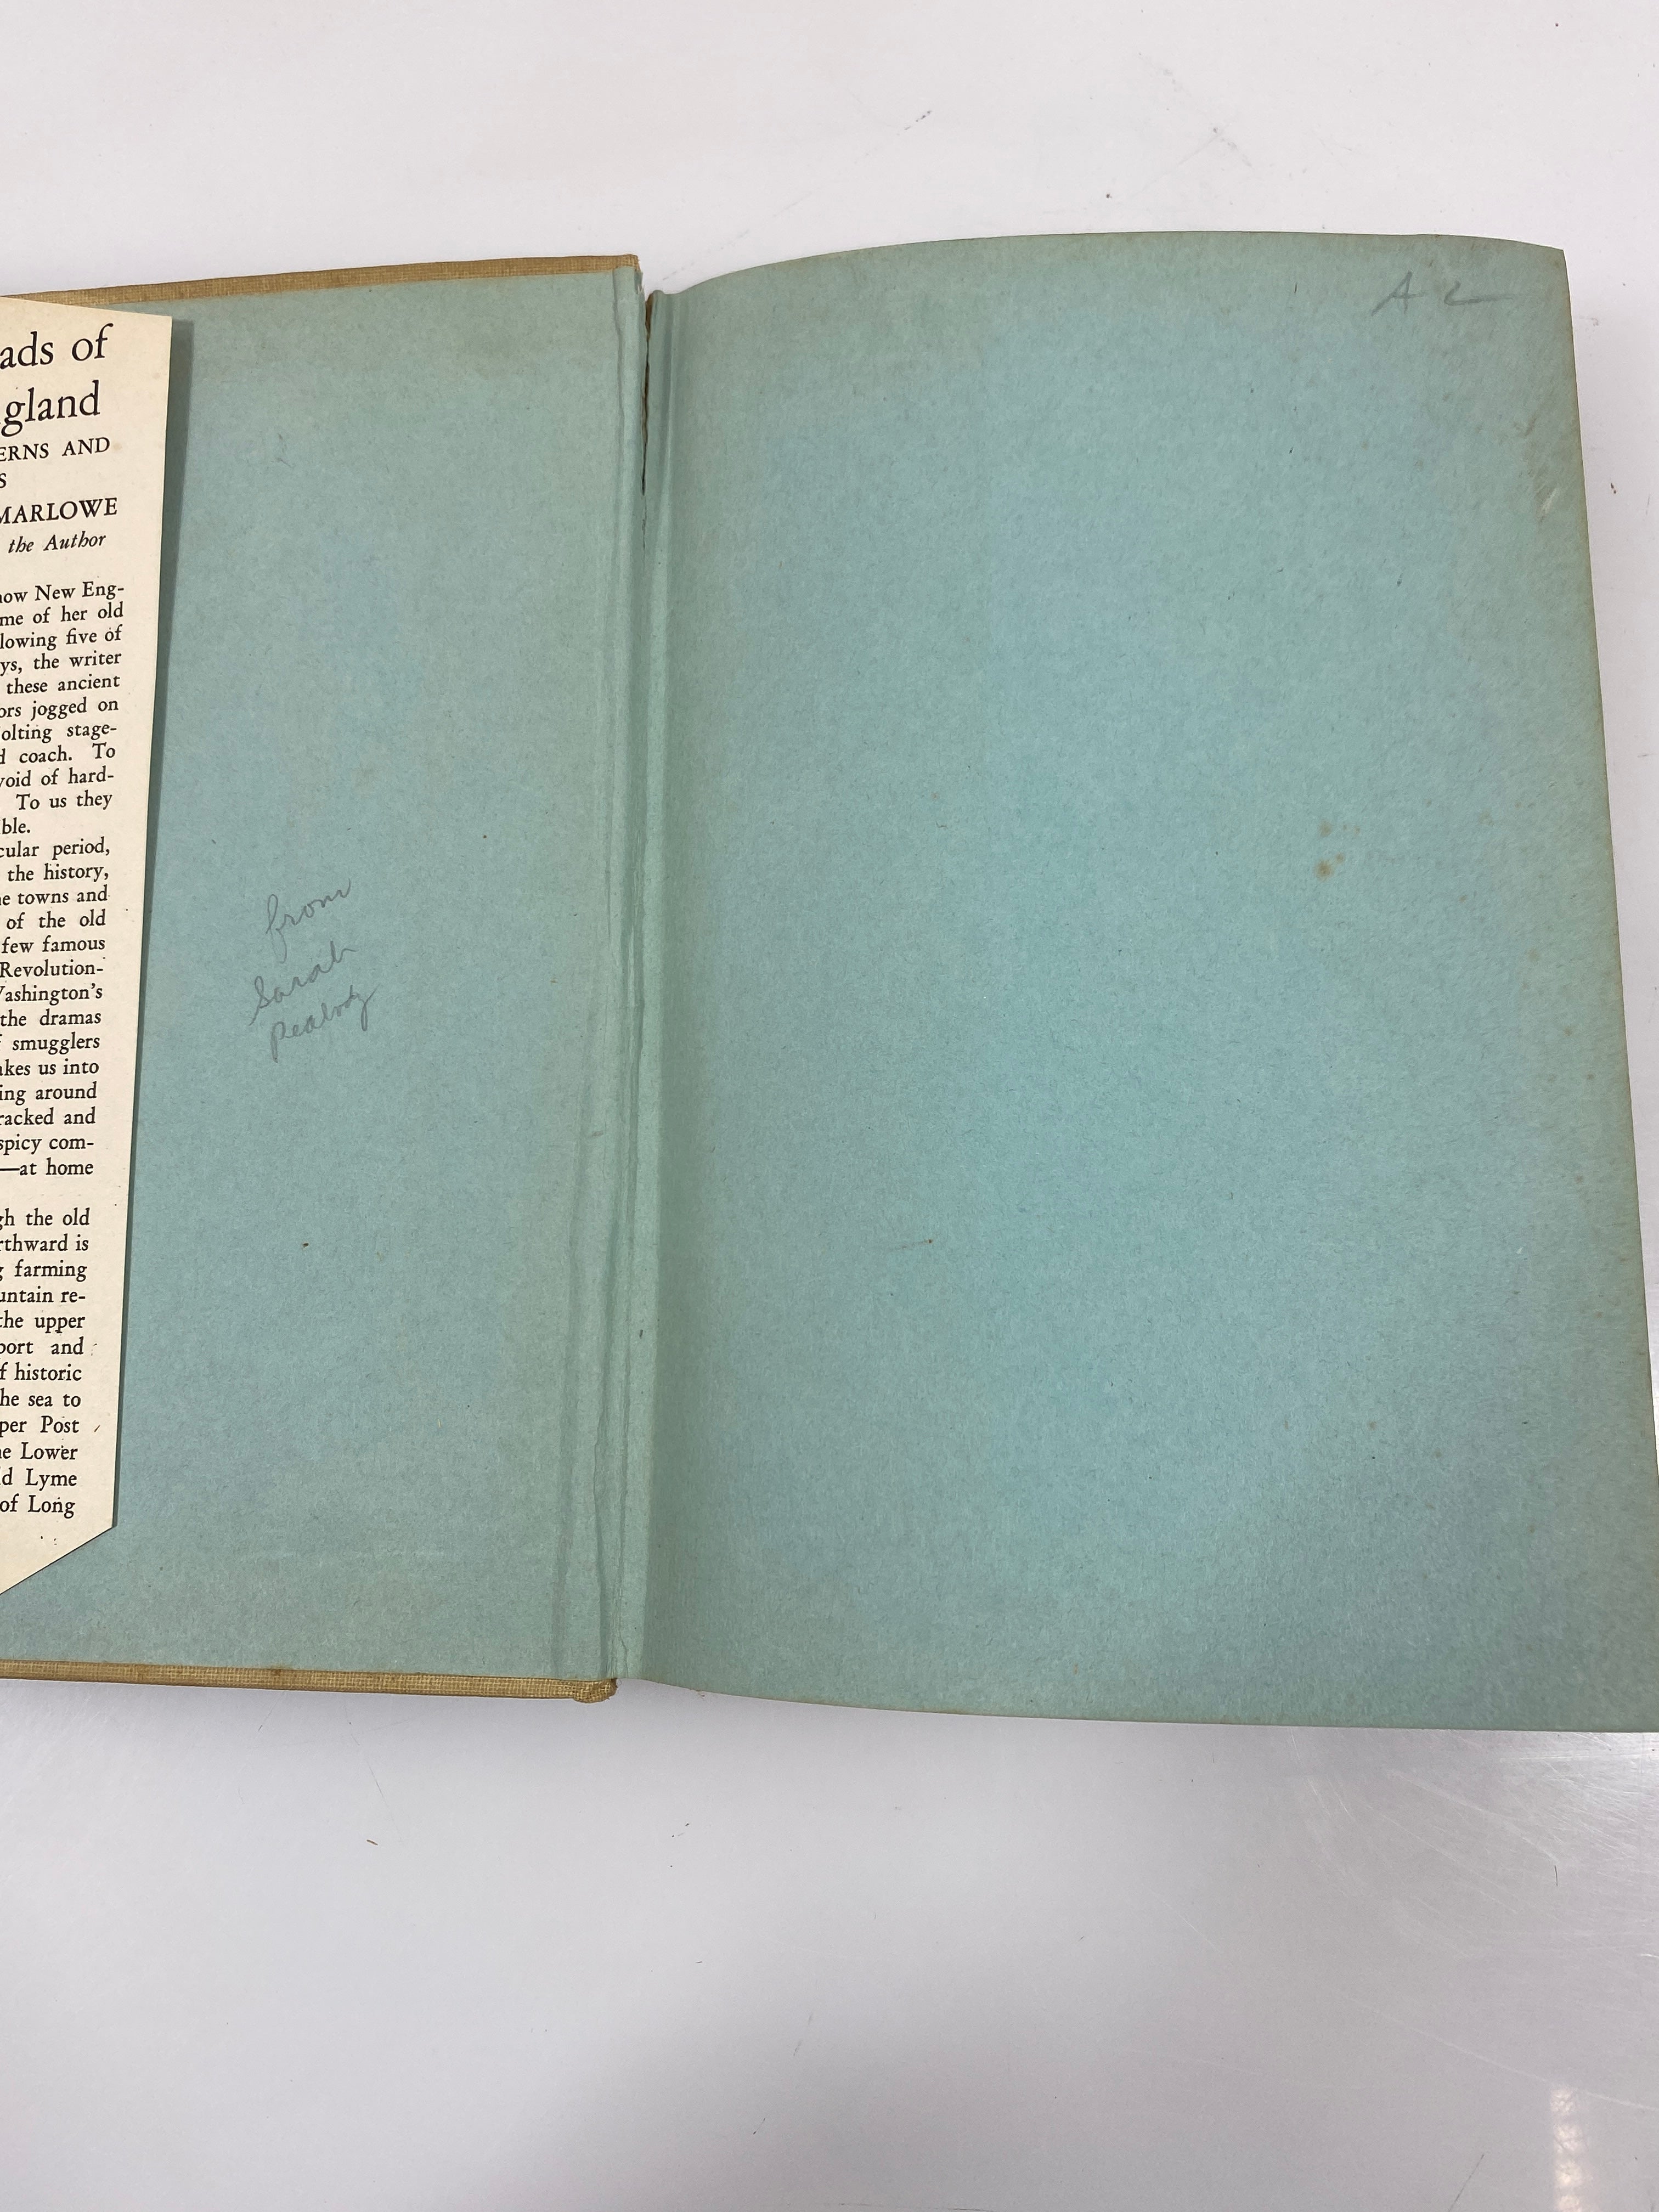 ads of
gland
ERNS AND
S
MARLOWE
the Author
ow New Eng-
me of her old
lowing five of
ys, the writer
these ancient
ors jogged on
olting stage-
d coach. To
void of hard-
To us they
ble.
cular period,
the history,
e towns and
of the old
few famous
Revolution-
Washington's
the dramas
f smugglers
akes us into
ing around
racked and
spicy com-
—at home
gh the old
rthward is
g farming
untain re-
the upper
port and
f historic
he sea to
per Post
e Lower
d Lyme
of Long
from
Sarah
Peabody
A 2